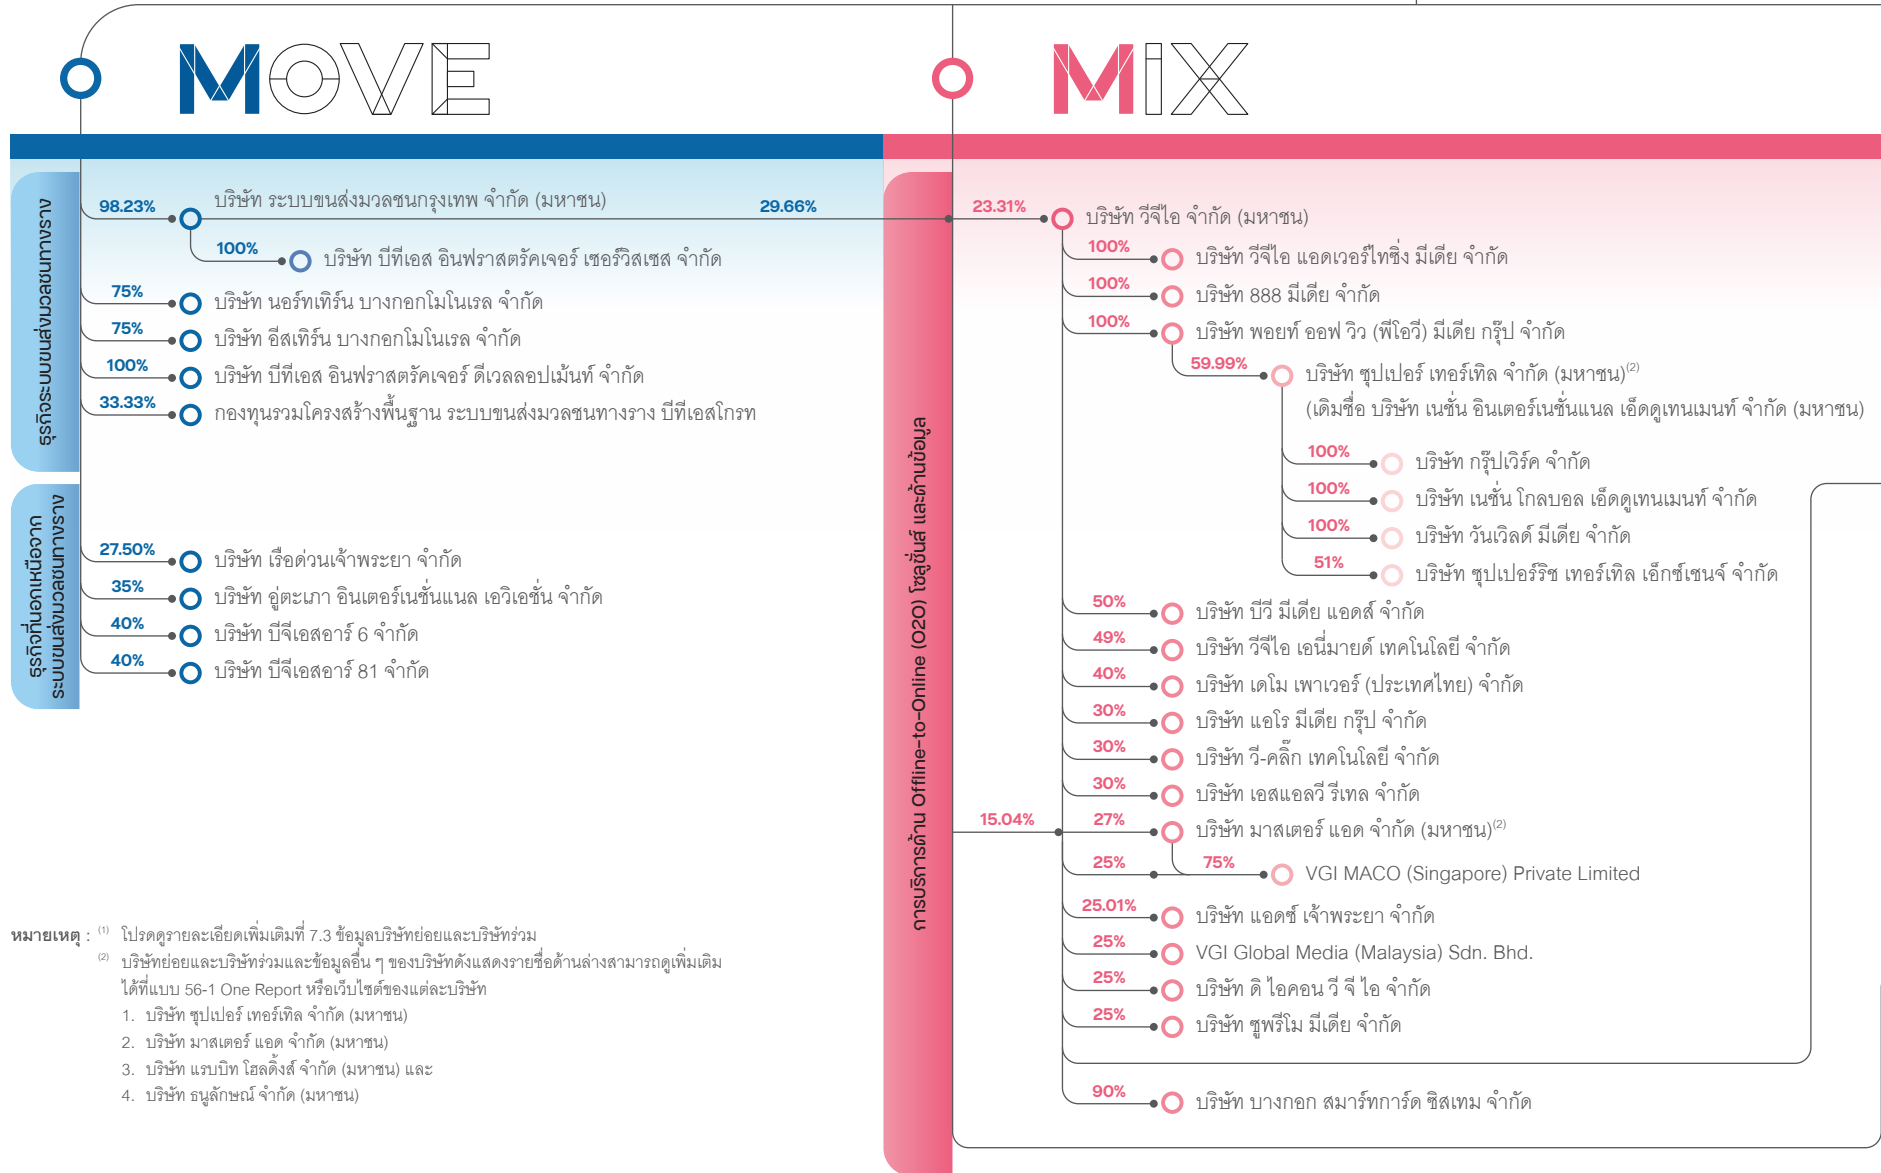 MOVE
ธุรกิจระบบขนส่งมวลชนทางราง
98.23% บริษัท ระบบขนส่งมวลชนกรุงเทพ จำกัด (มหาชน) 29.66%
100% บริษัท บีทีเอส อินฟราสตรัคเจอร์ เซอร์วิสเซส จำกัด
75% บริษัท นอร์ทเทิร์น บางกอกโมโนเรล จำกัด
75% บริษัท อีสเทิร์น บางกอกโมโนเรล จำกัด
100% บริษัท บีทีเอส อินฟราสตรัคเจอร์ ดีเวลลอปเม้นท์ จำกัด
33.33% กองทุนรวมโครงสร้างพื้นฐาน ระบบขนส่งมวลชนทางราง บีทีเอสโกรท
ธุรกิจที่นอกเหนือจาก
ระบบขนส่งมวลชนทางราง
27.50% บริษัท เรือด่วนเจ้าพระยา จำกัด
35% บริษัท อู่ตะเภา อินเตอร์เนชั่นแนล เอวิเอชั่น จำกัด
40% บริษัท บีจีเอสอาร์ 6 จำกัด
40% บริษัท บีจีเอสอาร์ 81 จำกัด
MiX
การบริการด้าน Offline-to-Online (O2O) โซลูชั่นส์ และด้านข้อมูล
23.31% บริษัท วีจีไอ จำกัด (มหาชน)
100% บริษัท วีจีไอ แอดเวอร์ไทซิ่ง มีเดีย จำกัด
100% บริษัท 888 มีเดีย จำกัด
100% บริษัท พอยท์ ออฟ วิว (พีโอวี) มีเดีย กรุ๊ป จำกัด
59.99% บริษัท ซุปเปอร์ เทอร์เทิล จำกัด (มหาชน)(2)
(เดิมชื่อ บริษัท เนชั่น อินเตอร์เนชั่นแนล เอ็ดดูเทนเมนท์ จำกัด (มหาชน)
100% บริษัท กรุ๊ปเวิร์ค จำกัด
100% บริษัท เนชั่น โกลบอล เอ็ดดูเทนเมนท์ จำกัด
100% บริษัท วันเวิลด์ มีเดีย จำกัด
51% บริษัท ซุปเปอร์ริช เทอร์เทิล เอ็กซ์เชนจ์ จำกัด
50% บริษัท บีวี มีเดีย แอดส์ จำกัด
49% บริษัท วีจีไอ เอนี่มายด์ เทคโนโลยี จำกัด
40% บริษัท เดโม เพาเวอร์ (ประเทศไทย) จำกัด
30% บริษัท แอโร มีเดีย กรุ๊ป จำกัด
30% บริษัท วี-คลิ๊ก เทคโนโลยี จำกัด
30% บริษัท เอสแอลวี รีเทล จำกัด
15.04% 27% บริษัท มาสเตอร์ แอด จำกัด (มหาชน)(2)
25% 75% VGI MACO (Singapore) Private Limited
25.01% บริษัท แอดซ์ เจ้าพระยา จำกัด
25% VGI Global Media (Malaysia) Sdn. Bhd.
25% บริษัท ดิ ไอคอน วี จี ไอ จำกัด
25% บริษัท ซูพรีโม มีเดีย จำกัด
90% บริษัท บางกอก สมาร์ทการ์ด ซิสเทม จำกัด
หมายเหตุ : (1) โปรดดูรายละเอียดเพิ่มเติมที่ 7.3 ข้อมูลบริษัทย่อยและบริษัทร่วม
(2) บริษัทย่อยและบริษัทร่วมและข้อมูลอื่น ๆ ของบริษัทดังแสดงรายชื่อด้านล่างสามารถดูเพิ่มเติม
ได้ที่แบบ 56-1 One Report หรือเว็บไซต์ของแต่ละบริษัท
1. บริษัท ซุปเปอร์ เทอร์เทิล จำกัด (มหาชน)
2. บริษัท มาสเตอร์ แอด จำกัด (มหาชน)
3. บริษัท แรบบิท โฮลดิ้งส์ จำกัด (มหาชน) และ
4. บริษัท ธนูลักษณ์ จำกัด (มหาชน)